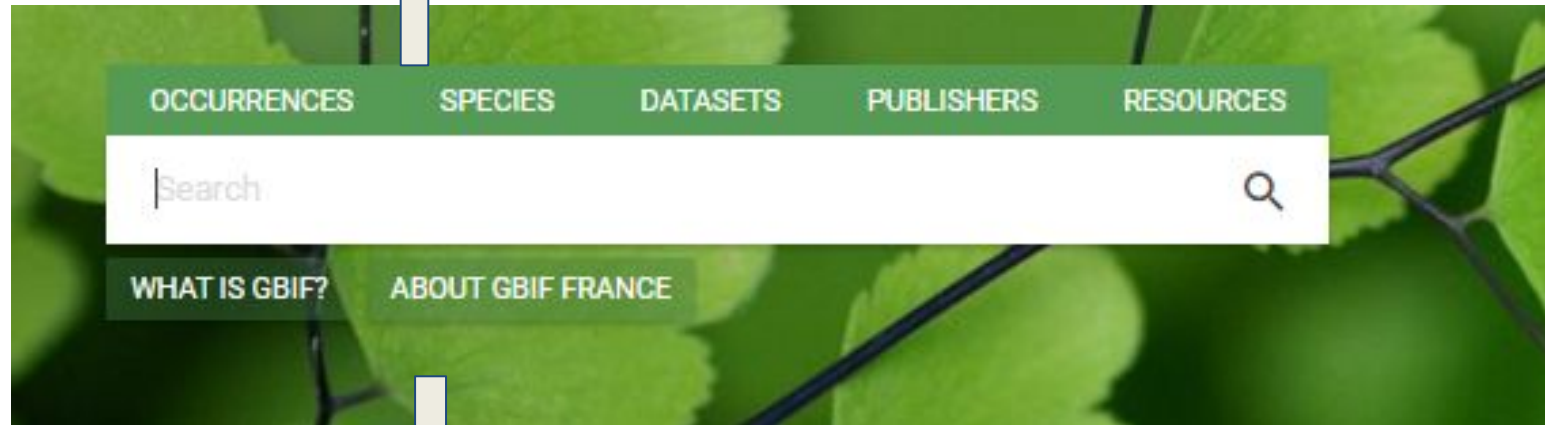 OCCURRENCES SPECIES DATASETS PUBLISHERS RESOURCES
Search
WHAT IS GBIF? ABOUT GBIF FRANCE